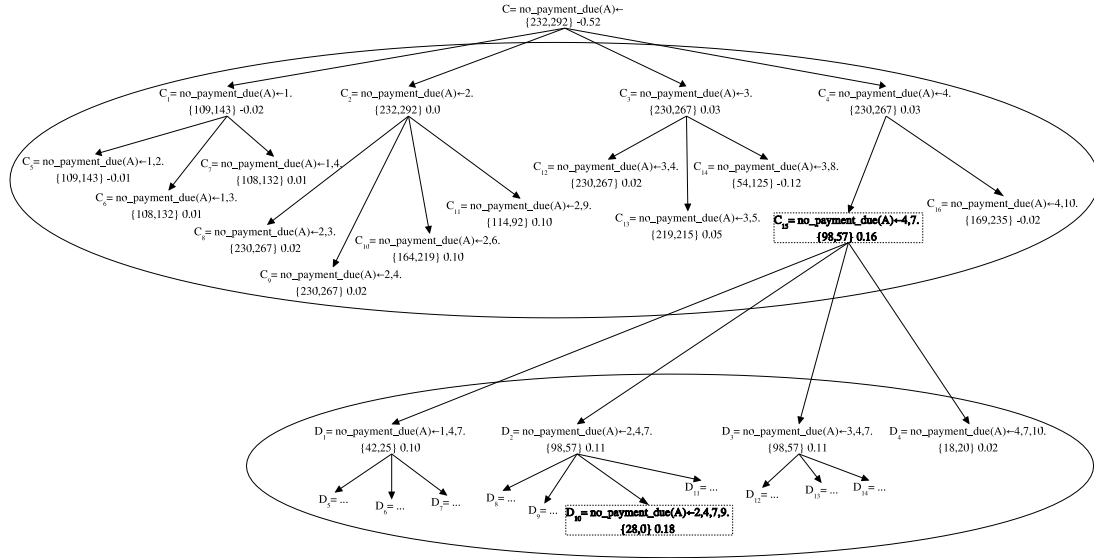 C= no_payment_due(A)←
{232,292} -0.52
C₁= no_payment_due(A)←1.
{109,143} -0.02
C₂= no_payment_due(A)←2.
{232,292} 0.0
C₃= no_payment_due(A)←3.
{230,267} 0.03
C₄= no_payment_due(A)←4.
{230,267} 0.03
C₅= no_payment_due(A)←1,2.
{109,143} -0.01
C₇= no_payment_due(A)←1,4.
{108,132} 0.01
C₆= no_payment_due(A)←1,3.
{108,132} 0.01
C₁₂= no_payment_due(A)←3,4.
{230,267} 0.02
C₁₄= no_payment_due(A)←3,8.
{54,125} -0.12
C₁₁= no_payment_due(A)←2,9.
{114,92} 0.10
C₁₆= no_payment_due(A)←4,10.
{169,235} -0.02
C₁₃= no_payment_due(A)←3,5.
{219,215} 0.05
C₁₅= no_payment_due(A)←4,7.
{98,57} 0.16
C₈= no_payment_due(A)←2,3.
{230,267} 0.02
C₁₀= no_payment_due(A)←2,6.
{164,219} 0.10
C₉= no_payment_due(A)←2,4.
{230,267} 0.02
D₁= no_payment_due(A)←1,4,7.
{42,25} 0.10
D₂= no_payment_due(A)←2,4,7.
{98,57} 0.11
D₃= no_payment_due(A)←3,4,7.
{98,57} 0.11
D₄= no_payment_due(A)←4,7,10.
{18,20} 0.02
D₅= ...
D₆= ...
D₇= ...
D₈= ...
D₉= ...
D₁₁= ...
D₁₂= ...
D₁₃= ...
D₁₄= ...
D₁₀= no_payment_due(A)←2,4,7,9.
{28,0} 0.18